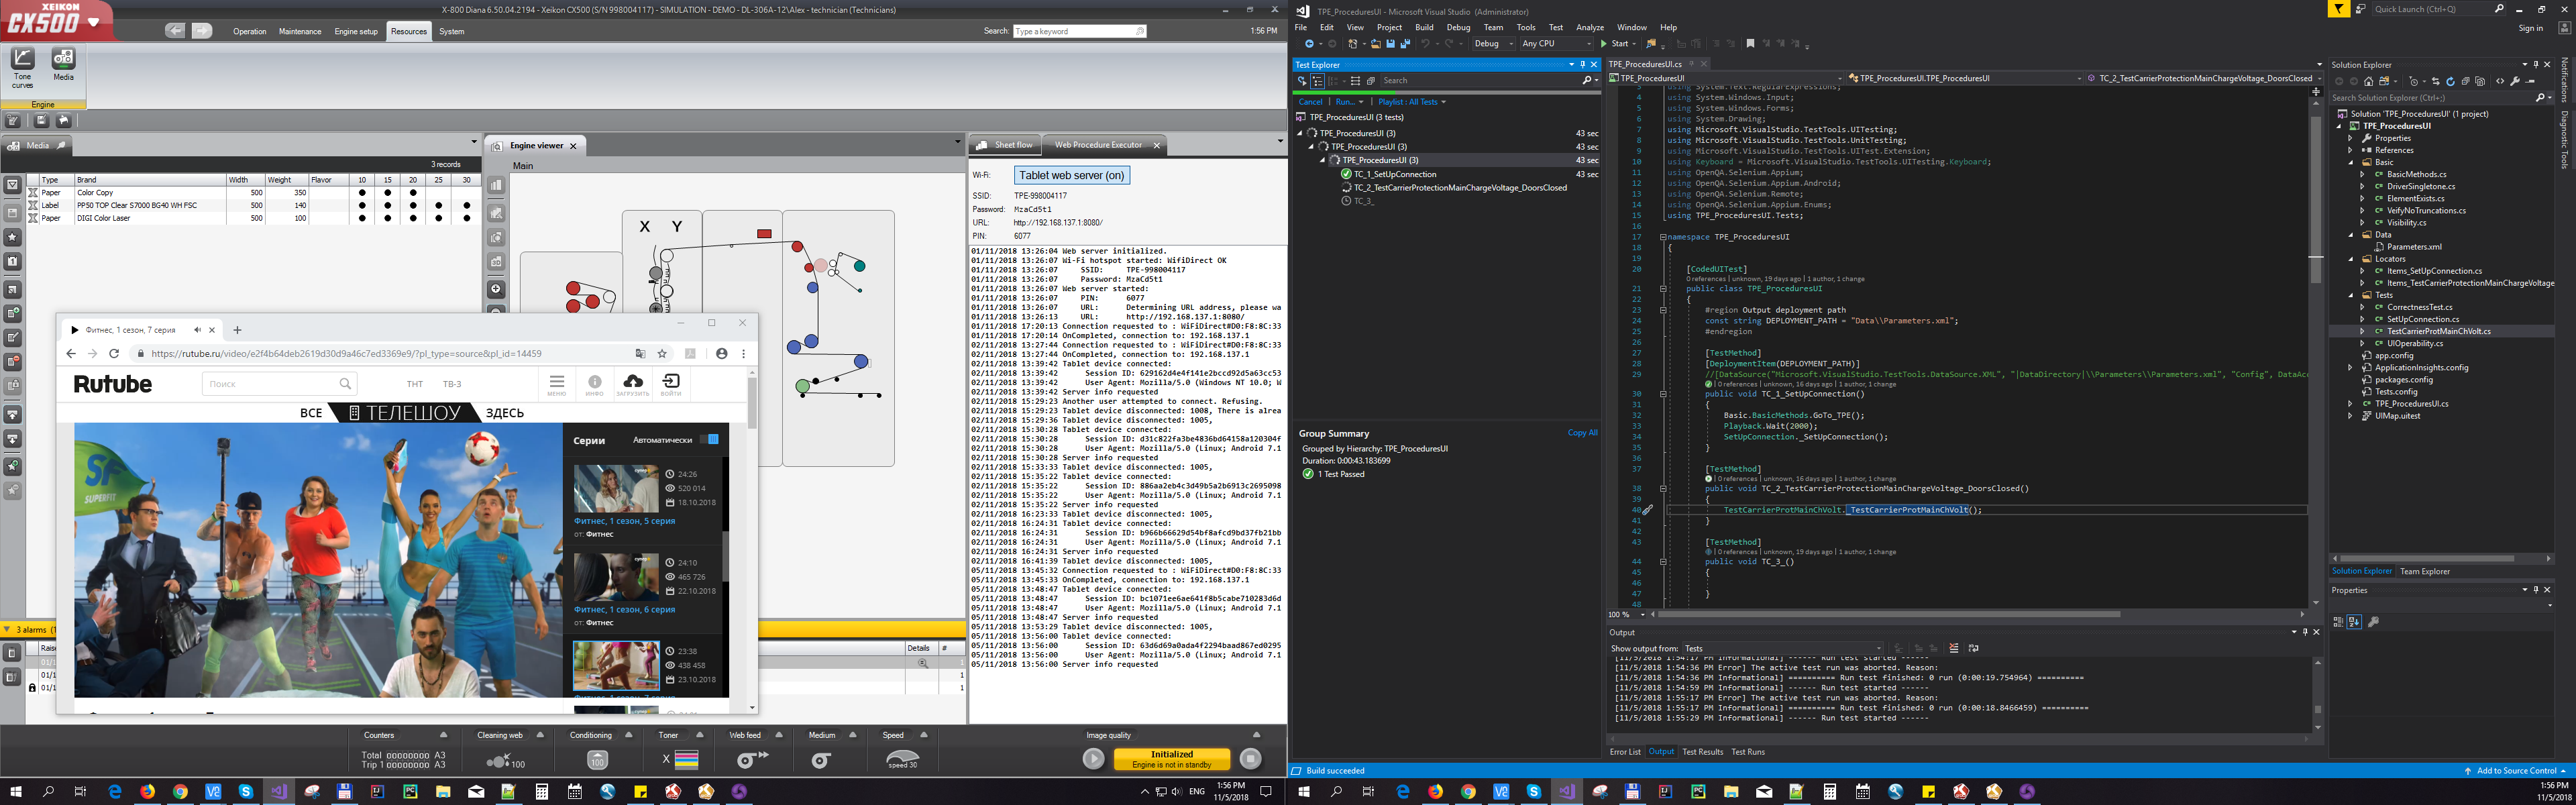 XEIKON
CX500
X-800 Diana 6.50.04.2194 - Xeikon CX500 (S/N 998004117) - SIMULATION - DEMO - DL-306A-12\Alex - technician (Technicians)
Operation Maintenance Engine setup Resources System
Search: Type a keyword
1:56 PM
Tone curves
Media
Engine
Media
3 records
Type Brand Width Weight Flavor 10 15 20 25 30
Paper Color Copy 500 350
Label PP50 TOP Clear S7000 BG40 WH FSC 500 140
Paper DIGI Color Laser 500 100
Engine viewer
Main
X Y
Sheet flow
Web Procedure Executor
Wi-Fi: Tablet web server (on)
SSID: TPE-998004117
Password: MzaCd5t1
URL: http://192.168.137.1:8080/
PIN: 6077
01/11/2018 13:26:04 Web server initialized.
01/11/2018 13:26:07 Wi-Fi hotspot started: WifiDirect OK
01/11/2018 13:26:07 SSID: TPE-998004117
01/11/2018 13:26:07 Password: MzaCd5t1
01/11/2018 13:26:07 Web server started:
01/11/2018 13:26:07 PIN: 6077
01/11/2018 13:26:07 URL: Determining URL address, please wa
01/11/2018 13:26:13 URL: http://192.168.137.1:8080/
01/11/2018 17:20:13 Connection requested to : WiFiDirect#D0:F8:8C:33
01/11/2018 17:20:14 OnCompleted, connection to: 192.168.137.1
02/11/2018 13:27:44 Connection requested to : WiFiDirect#D0:F8:8C:33
02/11/2018 13:27:44 OnCompleted, connection to: 192.168.137.1
02/11/2018 13:39:42 Tablet device connected:
02/11/2018 13:39:42 Session ID: 629162d4e4f141e2bccd92d5a63cc53
02/11/2018 13:39:42 User Agent: Mozilla/5.0 (Windows NT 10.0; W
02/11/2018 13:39:42 Server info requested
02/11/2018 15:29:23 Another user attempted to connect. Refusing.
02/11/2018 15:29:23 Tablet device disconnected: 1008, There is alrea
02/11/2018 15:29:36 Tablet device disconnected: 1005,
02/11/2018 15:30:28 Tablet device connected:
02/11/2018 15:30:28 Session ID: d31c822fa3be4836bd64158a120304f
02/11/2018 15:30:28 User Agent: Mozilla/5.0 (Linux; Android 7.1
02/11/2018 15:30:28 Server info requested
02/11/2018 15:33:33 Tablet device disconnected: 1005,
02/11/2018 15:35:22 Tablet device connected:
02/11/2018 15:35:22 Session ID: 886aa2eb4c3d49b5a2b6913c2695098
02/11/2018 15:35:22 User Agent: Mozilla/5.0 (Linux; Android 7.1
02/11/2018 15:35:22 Server info requested
02/11/2018 16:23:33 Tablet device disconnected: 1005,
02/11/2018 16:24:31 Tablet device connected:
02/11/2018 16:24:31 Session ID: b966b66629d54bf8afcd9bd37fb21bb
02/11/2018 16:24:31 User Agent: Mozilla/5.0 (Linux; Android 7.1
02/11/2018 16:24:31 Server info requested
02/11/2018 16:41:39 Tablet device disconnected: 1005,
05/11/2018 13:45:32 Connection requested to : WiFiDirect#D0:F8:8C:33
05/11/2018 13:45:33 OnCompleted, connection to: 192.168.137.1
05/11/2018 13:48:47 Tablet device connected:
05/11/2018 13:48:47 Session ID: bc1071ee6ae641f8b5cabe710283d6d
05/11/2018 13:48:47 User Agent: Mozilla/5.0 (Linux; Android 7.1
05/11/2018 13:48:47 Server info requested
05/11/2018 13:53:29 Tablet device disconnected: 1005,
05/11/2018 13:56:00 Tablet device connected:
05/11/2018 13:56:00 Session ID: 63d6d69a0ada4f2294baad867ed0295
05/11/2018 13:56:00 User Agent: Mozilla/5.0 (Linux; Android 7.1
05/11/2018 13:56:00 Server info requested
Фитнес, 1 сезон, 7 серия
https://rutube.ru/video/e2f4b64deb2619d30d9a46c7ed3369e9/?pl_type=source&pl_id=14459
Rutube
Поиск
ТНТ ТВ-3
МЕНЮ ИНФО ЗАГРУЗИТЬ ВОЙТИ
ВСЕ ТЕЛЕШОУ ЗДЕСЬ
SF
SUPERFIT
Серии Автоматически
24:26
520 014
18.10.2018
Фитнес, 1 сезон, 5 серия
от: Фитнес
24:10
465 726
22.10.2018
Фитнес, 1 сезон, 6 серия
от: Фитнес
23:38
438 458
23.10.2018
3 alarms
Details #
1
1
1
Counters Cleaning web Conditioning Toner Web feed Medium Speed Image quality
Total 00000000 A3
Trip 1 00000000 A3
100
100
X
speed 30
Initialized
Engine is not in standby
ENG
1:56 PM
11/5/2018
TPE_ProceduresUI - Microsoft Visual Studio (Administrator)
Quick Launch (Ctrl+Q)
File Edit View Project Build Debug Team Tools Test Analyze Window Help
Sign in
Debug Any CPU Start
Test Explorer
Search
Cancel | Run... | Playlist : All Tests
TPE_ProceduresUI (3 tests)
TPE_ProceduresUI (3) 43 sec
TPE_ProceduresUI (3) 43 sec
TPE_ProceduresUI (3) 43 sec
TC_1_SetUpConnection 43 sec
TC_2_TestCarrierProtectionMainChargeVoltage_DoorsClosed
TC_3_
Group Summary
Copy All
Grouped by Hierarchy: TPE_ProceduresUI
Duration: 0:00:43.183699
1 Test Passed
TPE_ProceduresUI.cs
TPE_ProceduresUI
TPE_ProceduresUI.TPE_ProceduresUI
TC_2_TestCarrierProtectionMainChargeVoltage_DoorsClosed
3 using System.Text.RegularExpressions;
4 using System.Windows.Input;
5 using System.Windows.Forms;
6 using System.Drawing;
7 using Microsoft.VisualStudio.TestTools.UITesting;
8 using Microsoft.VisualStudio.TestTools.UnitTesting;
9 using Microsoft.VisualStudio.TestTools.UITest.Extension;
10 using Keyboard = Microsoft.VisualStudio.TestTools.UITesting.Keyboard;
11 using OpenQA.Selenium.Appium;
12 using OpenQA.Selenium.Appium.Android;
13 using OpenQA.Selenium.Remote;
14 using OpenQA.Selenium.Appium.Enums;
15 using TPE_ProceduresUI.Tests;
16
17 namespace TPE_ProceduresUI
18 {
19
20 [CodedUITest]
0 references | unknown, 19 days ago | 1 author, 1 change
21 public class TPE_ProceduresUI
22 {
23 #region Output deployment path
24 const string DEPLOYMENT_PATH = "Data\\Parameters.xml";
25 #endregion
26
27 [TestMethod]
28 [DeploymentItem(DEPLOYMENT_PATH)]
29 //[DataSource("Microsoft.VisualStudio.TestTools.DataSource.XML", "|DataDirectory|\\Parameters\\Parameters.xml", "Config", DataAcc
0 references | unknown, 16 days ago | 1 author, 1 change
30 public void TC_1_SetUpConnection()
31 {
32 Basic.BasicMethods.GoTo_TPE();
33 Playback.Wait(2000);
34 SetUpConnection._SetUpConnection();
35 }
36
37 [TestMethod]
0 references | unknown, 16 days ago | 1 author, 1 change
38 public void TC_2_TestCarrierProtectionMainChargeVoltage_DoorsClosed()
39 {
40 TestCarrierProtMainChVolt._TestCarrierProtMainChVolt();
41 }
42
43 [TestMethod]
0 references | unknown, 19 days ago | 1 author, 1 change
44 public void TC_3_()
45 {
46
47 }
48
100 %
Output
Show output from: Tests
[11/5/2018 1:54:17 PM Informational] ------ Run test started ------
[11/5/2018 1:54:36 PM Error] The active test run was aborted. Reason:
[11/5/2018 1:54:36 PM Informational] ========== Run test finished: 0 run (0:00:19.754964) ==========
[11/5/2018 1:54:59 PM Informational] ------ Run test started ------
[11/5/2018 1:55:17 PM Error] The active test run was aborted. Reason:
[11/5/2018 1:55:17 PM Informational] ========== Run test finished: 0 run (0:00:18.8466459) ==========
[11/5/2018 1:55:29 PM Informational] ------ Run test started ------
Error List Output Test Results Test Runs
Build succeeded
Add to Source Control
Solution Explorer
Search Solution Explorer (Ctrl+;)
Solution 'TPE_ProceduresUI' (1 project)
TPE_ProceduresUI
Properties
References
Basic
BasicMethods.cs
DriverSingletone.cs
ElementExists.cs
VeifyNoTruncations.cs
Visibility.cs
Data
Parameters.xml
Locators
Items_SetUpConnection.cs
Items_TestCarrierProtectionMainChargeVoltage
Tests
CorrectnessTest.cs
SetUpConnection.cs
TestCarrierProtMainChVolt.cs
UIOperability.cs
app.config
ApplicationInsights.config
packages.config
Tests.config
TPE_ProceduresUI.cs
UIMap.uitest
Solution Explorer Team Explorer
Properties
Notifications
Diagnostic Tools
1:56 PM
11/5/2018